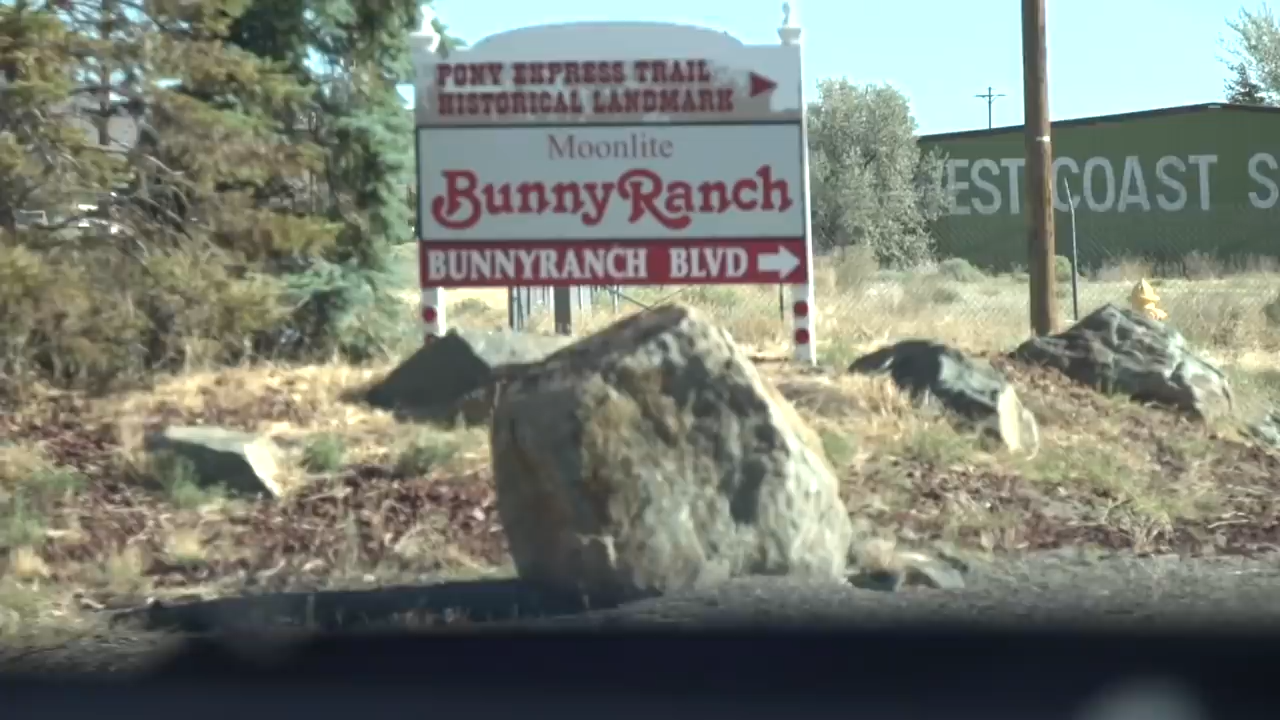 PONY EXPRESS TRAIL
HISTORICAL LANDMARK
Moonlite
BunnyRanch
BUNNYRANCH BLVD
EST COAST S